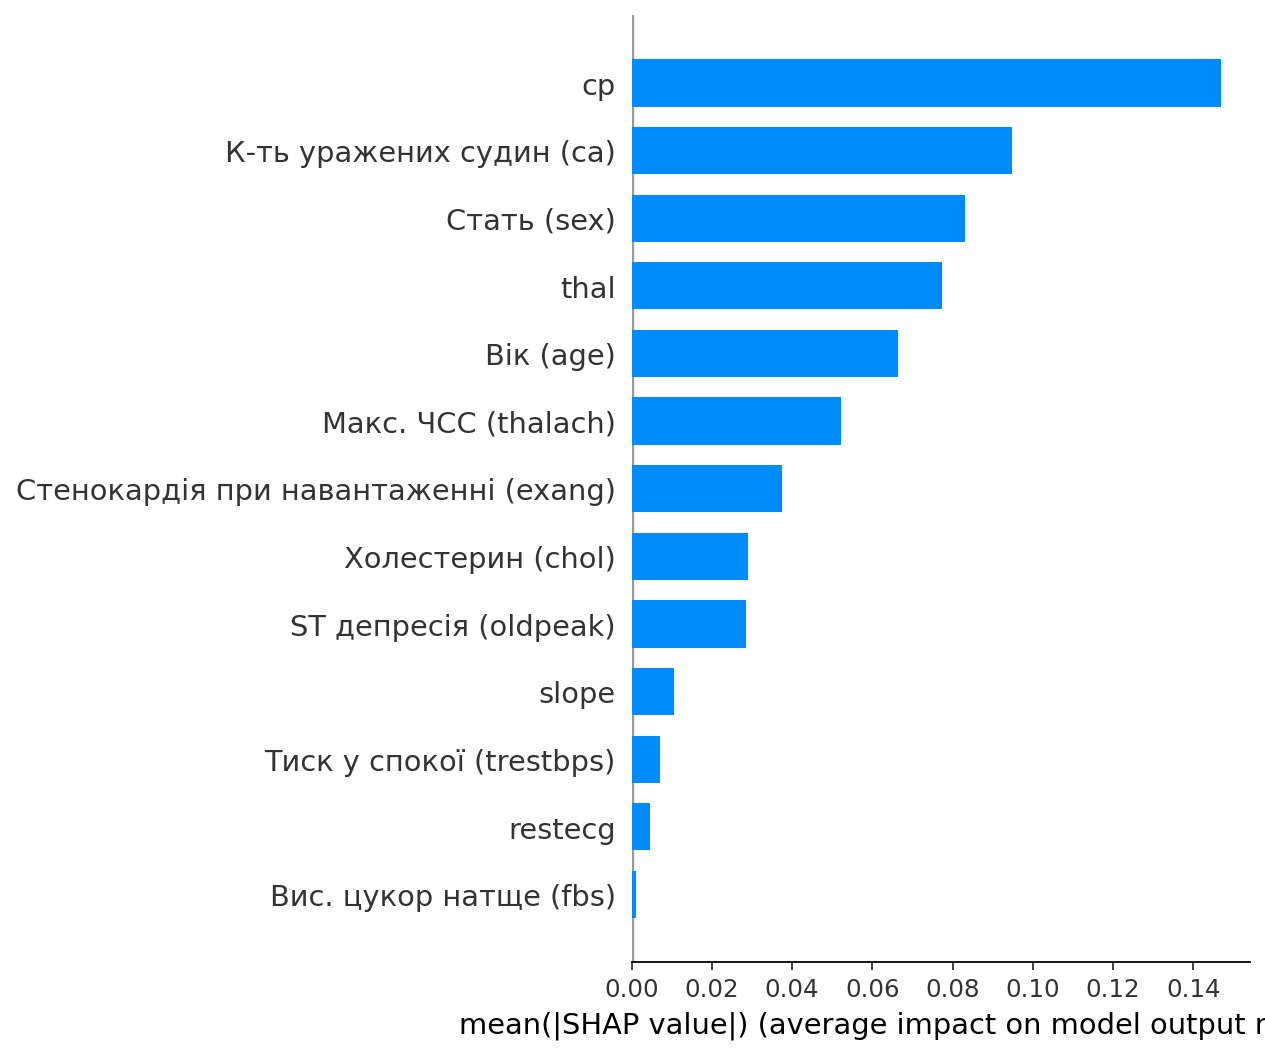 cp
К-ть уражених судин (ca)
Стать (sex)
thal
Вік (age)
Макс. ЧСС (thalach)
Стенокардія при навантаженні (exang)
Холестерин (chol)
ST депресія (oldpeak)
slope
Тиск у спокої (trestbps)
restecg
Вис. цукор натще (fbs)
0.00 0.02 0.04 0.06 0.08 0.10 0.12 0.14
mean(|SHAP value|) (average impact on model output